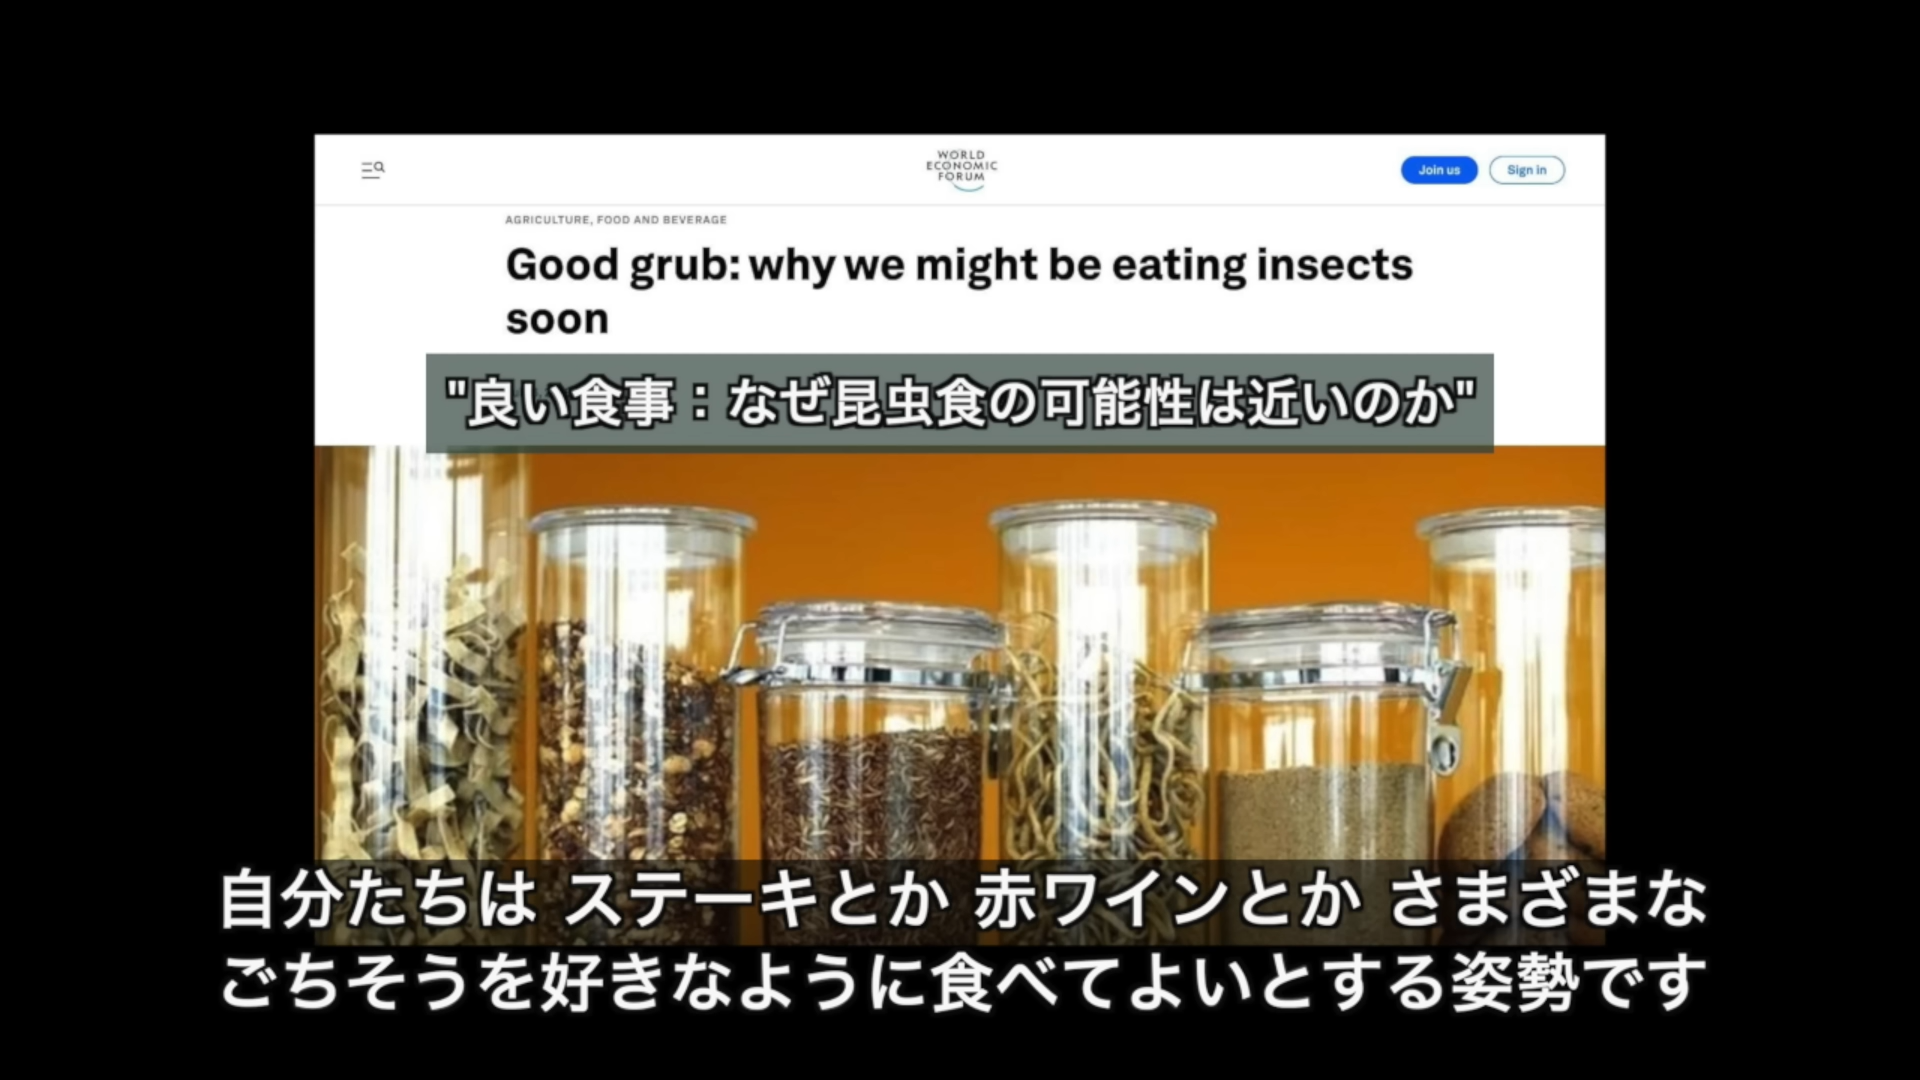 WORLD
ECONOMIC
FORUM
Join us
Sign in
AGRICULTURE, FOOD AND BEVERAGE
Good grub: why we might be eating insects
soon
"良い食事：なぜ昆虫食の可能性は近いのか"
自分たちは ステーキとか 赤ワインとか さまざまな
ごちそうを好きなように食べてよいとする姿勢です